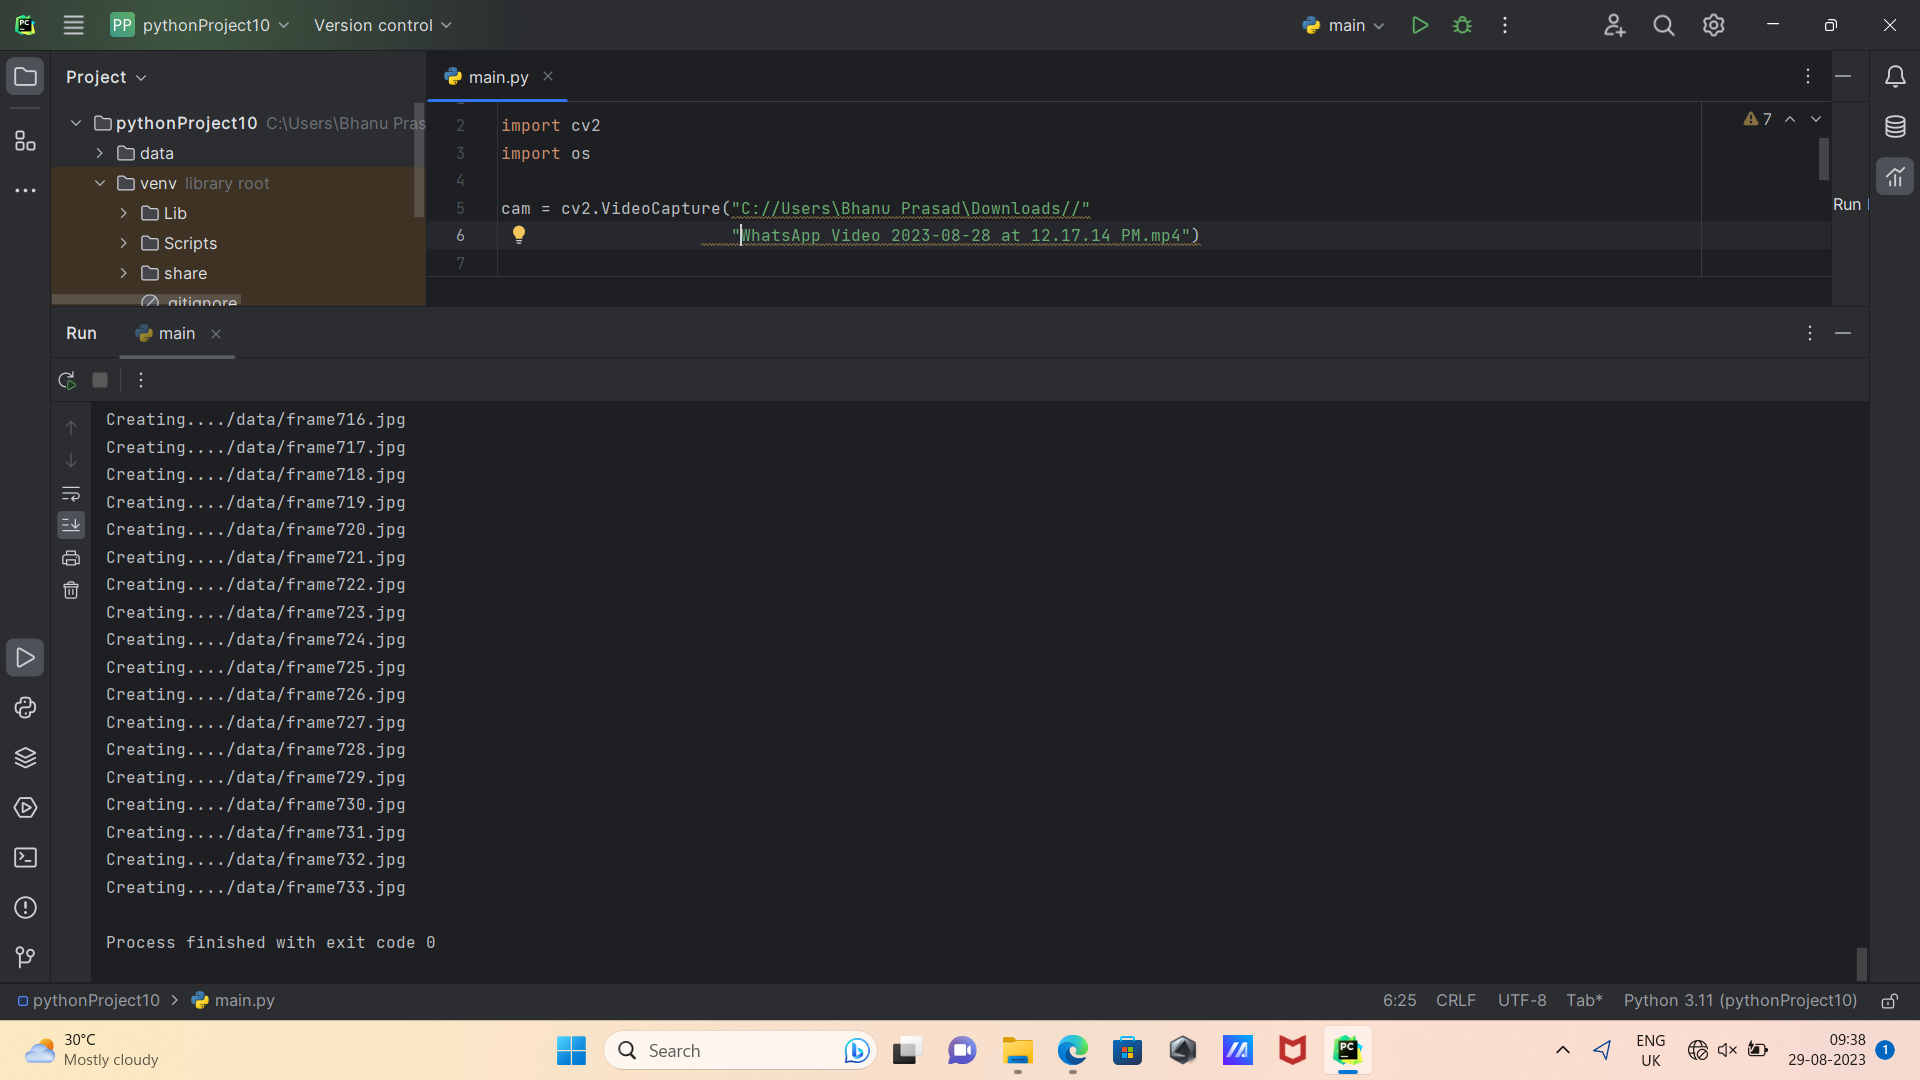 PC
PP pythonProject10 Version control main
Project
main.py
pythonProject10 C:\Users\Bhanu Pras
data
venv library root
Lib
Scripts
share
.gitignore
2 import cv2
3 import os
4
5 cam = cv2.VideoCapture("C://Users\Bhanu Prasad\Downloads//"
6 "WhatsApp Video 2023-08-28 at 12.17.14 PM.mp4")
7
7
Run
Run main
Creating..../data/frame716.jpg
Creating..../data/frame717.jpg
Creating..../data/frame718.jpg
Creating..../data/frame719.jpg
Creating..../data/frame720.jpg
Creating..../data/frame721.jpg
Creating..../data/frame722.jpg
Creating..../data/frame723.jpg
Creating..../data/frame724.jpg
Creating..../data/frame725.jpg
Creating..../data/frame726.jpg
Creating..../data/frame727.jpg
Creating..../data/frame728.jpg
Creating..../data/frame729.jpg
Creating..../data/frame730.jpg
Creating..../data/frame731.jpg
Creating..../data/frame732.jpg
Creating..../data/frame733.jpg
Process finished with exit code 0
pythonProject10 > main.py 6:25 CRLF UTF-8 Tab* Python 3.11 (pythonProject10)
30°C
Mostly cloudy
Search
PC
ENG
UK
09:38
29-08-2023
1